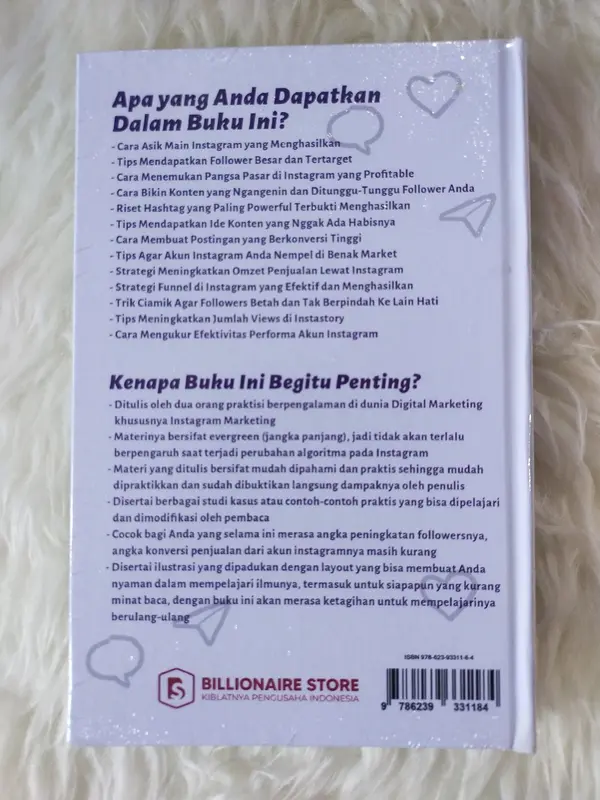 Apa yang Anda Dapatkan
Dalam Buku Ini?
- Cara Asik Main Instagram yang Menghasilkan
- Tips Mendapatkan Follower Besar dan Tertarget
- Cara Menemukan Pangsa Pasar di Instagram yang Profitable
- Cara Bikin Konten yang Ngangenin dan Ditunggu-Tunggu Follower Anda
- Riset Hashtag yang Paling Powerful Terbukti Menghasilkan
- Tips Mendapatkan Ide Konten yang Nggak Ada Habisnya
- Cara Membuat Postingan yang Berkonversi Tinggi
- Tips Agar Akun Instagram Anda Nempel di Benak Market
- Strategi Meningkatkan Omzet Penjualan Lewat Instagram
- Strategi Funnel di Instagram yang Efektif dan Menghasilkan
- Trik Ciamik Agar Followers Betah dan Tak Berpindah Ke Lain Hati
- Tips Meningkatkan Jumlah Views di Instastory
- Cara Mengukur Efektivitas Performa Akun Instagram
Kenapa Buku Ini Begitu Penting?
- Ditulis oleh dua orang praktisi berpengalaman di dunia Digital Marketing
khususnya Instagram Marketing
- Materinya bersifat evergreen (jangka panjang), jadi tidak akan terlalu
berpengaruh saat terjadi perubahan algoritma pada Instagram
- Materi yang ditulis bersifat mudah dipahami dan praktis sehingga mudah
dipraktikkan dan sudah dibuktikan langsung dampaknya oleh penulis
- Disertai berbagai studi kasus atau contoh-contoh praktis yang bisa dipelajari
dan dimodifikasi oleh pembaca
- Cocok bagi Anda yang selama ini merasa angka peningkatan followersnya,
angka konversi penjualan dari akun instagramnya masih kurang
- Disertai ilustrasi yang dipadukan dengan layout yang bisa membuat Anda
nyaman dalam mempelajari ilmunya, termasuk untuk siapapun yang kurang
minat baca, dengan buku ini akan merasa ketagihan untuk mempelajarinya
berulang-ulang
BILLIONAIRE STORE
KIBLATNYA PENGUSAHA INDONESIA
ISBN 978-623-93311-8-4
9 786239 331184